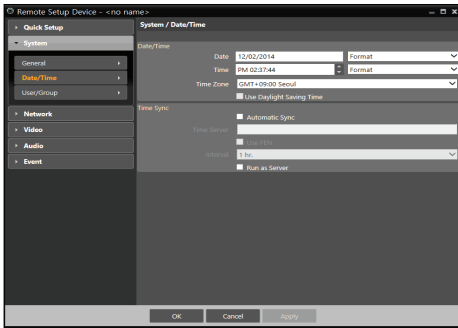 Remote Setup Device - <no name>
Quick Setup
System
General
Date/Time
User/Group
Network
Video
Audio
Event
System / Date/Time
Date/Time
Date 12/02/2014 Format
Time PM 02:37:44 Format
Time Zone GMT+09:00 Seoul
Use Daylight Saving Time
Time Sync
Automatic Sync
Time Server
Use FEN
Interval 1 hr.
Run as Server
OK Cancel Apply